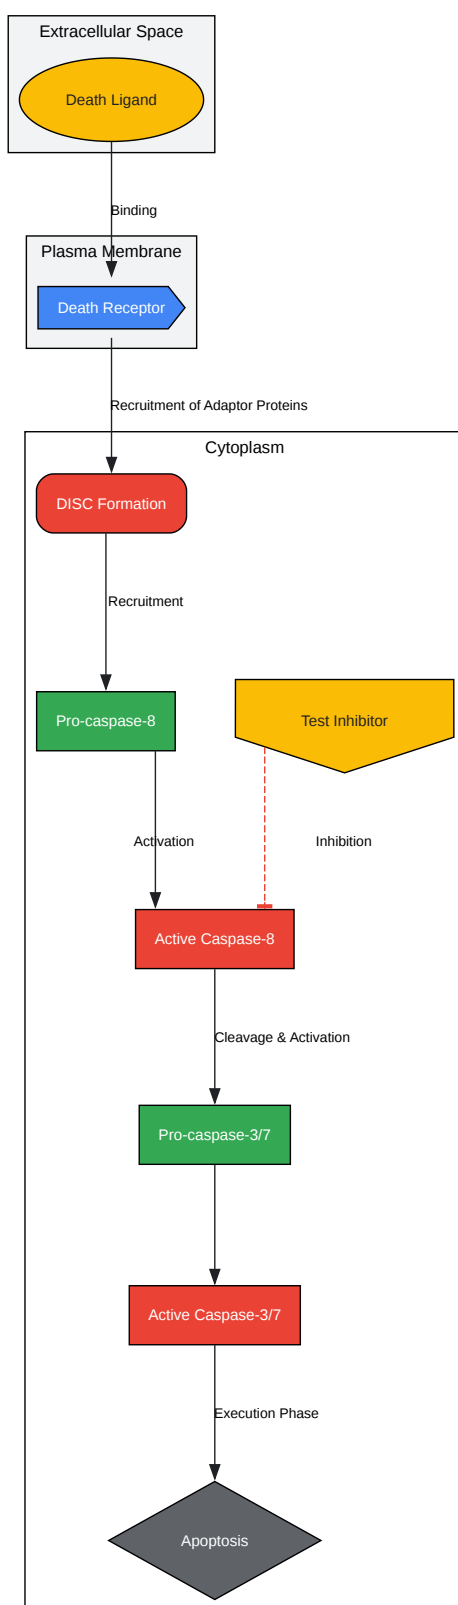 Extracellular Space
Death Ligand
Binding
Plasma Membrane
Death Receptor
Recruitment of Adaptor Proteins
Cytoplasm
DISC Formation
Recruitment
Pro-caspase-8
Test Inhibitor
Activation
Inhibition
Active Caspase-8
Cleavage & Activation
Pro-caspase-3/7
Active Caspase-3/7
Execution Phase
Apoptosis